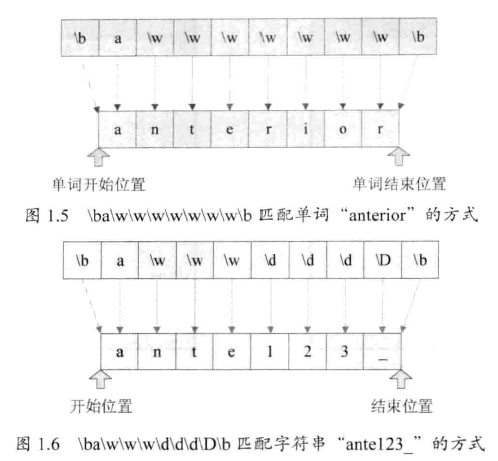 \b a \w \w \w \w \w \w \w \b
a n t e r i o r
单词开始位置 单词结束位置
图 1.5 \ba\w\w\w\w\w\w\w\b 匹配单词“anterior”的方式
\b a \w \w \w \d \d \d \D \b
a n t e 1 2 3 _
开始位置 结束位置
图 1.6 \ba\w\w\w\d\d\d\D\b 匹配字符串“ante123_”的方式